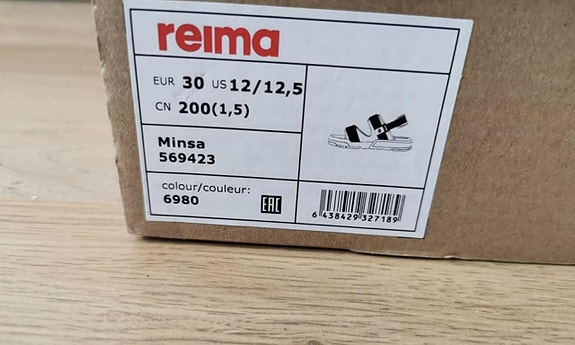 reima
EUR 30 US 12/12,5
CN 200(1,5)
Minsa
569423
colour/couleur:
6980
EAC
6 438429 327189